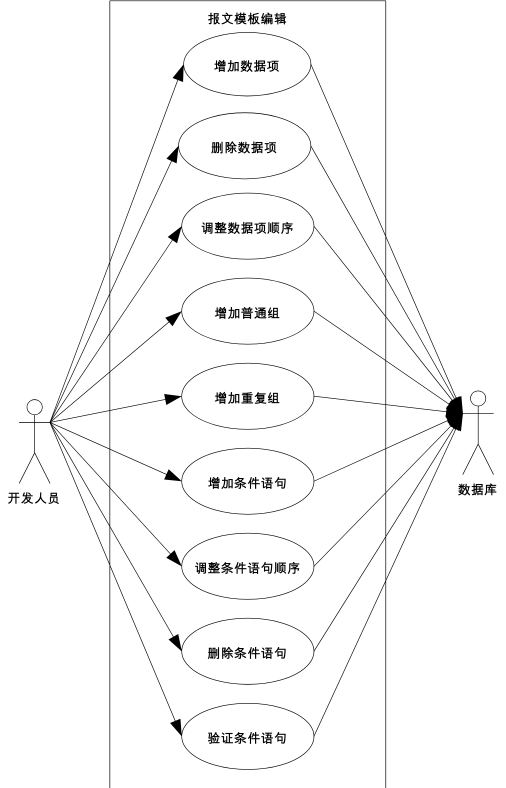 报文模板编辑
增加数据项
删除数据项
调整数据项顺序
增加普通组
增加重复组
增加条件语句
调整条件语句顺序
删除条件语句
验证条件语句
开发人员
数据库